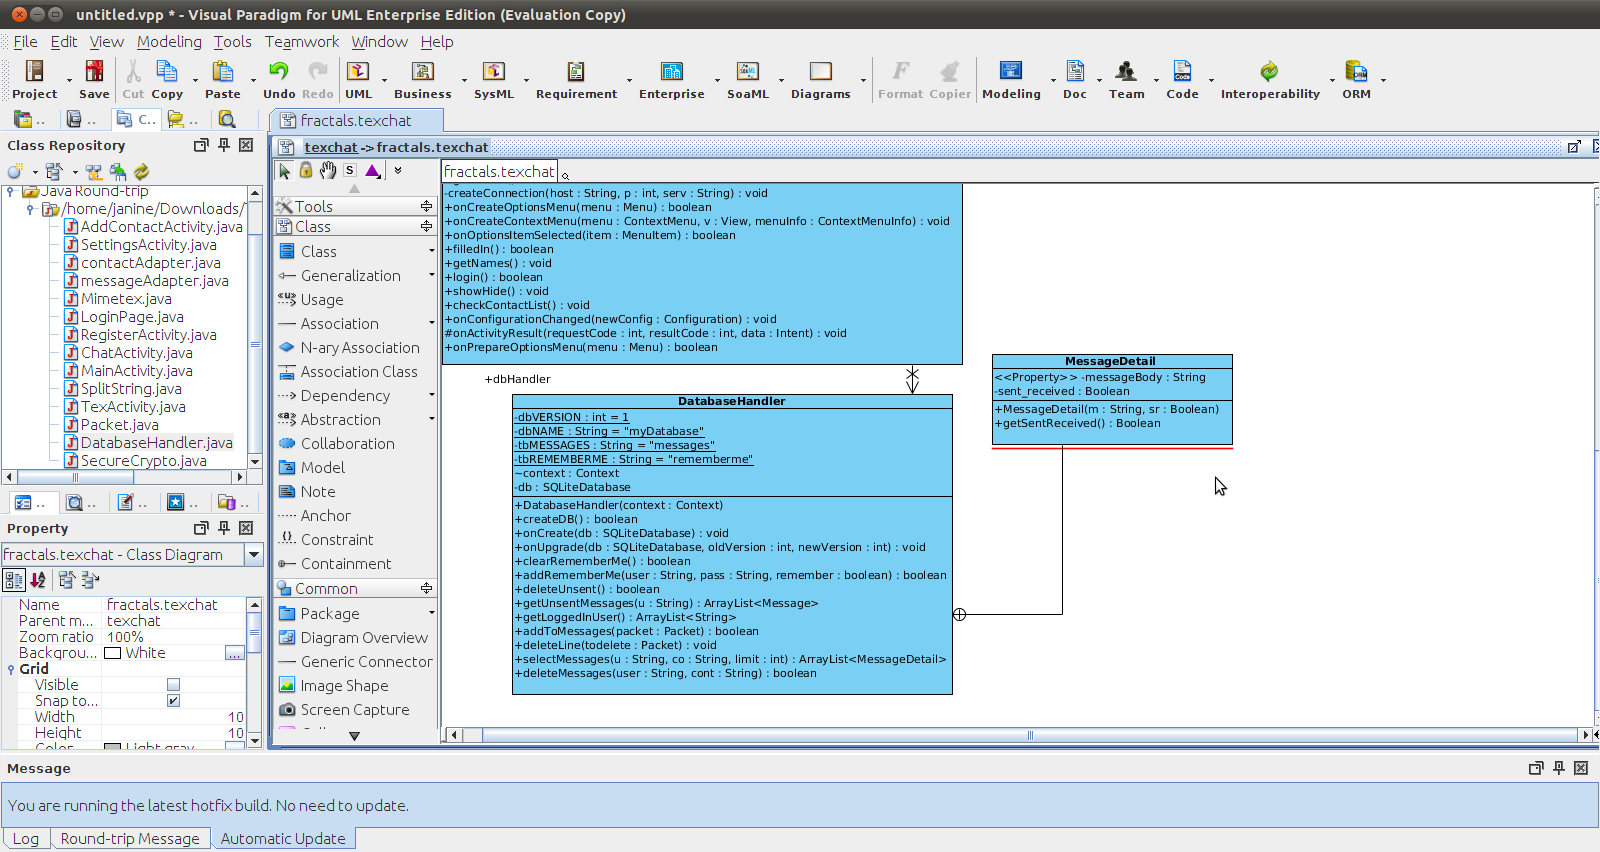 untitled.vpp * - Visual Paradigm for UML Enterprise Edition (Evaluation Copy)
File Edit View Modeling Tools Teamwork Window Help
Project Save Cut Copy Paste Undo Redo UML Business SysML Requirement Enterprise SoaML Diagrams Format Copier Modeling Doc Team Code Interoperability ORM
C..
fractals.texchat
Class Repository
texchat->fractals.texchat
fractals.texchat
Java Round-trip
/home/janine/Downloads/
AddContactActivity.java
SettingsActivity.java
contactAdapter.java
messageAdapter.java
Mimetex.java
LoginPage.java
RegisterActivity.java
ChatActivity.java
MainActivity.java
SplitString.java
TexActivity.java
Packet.java
DatabaseHandler.java
SecureCrypto.java
Property
fractals.texchat - Class Diagram
Name fractals.texchat
Parent m... texchat
Zoom ratio 100%
Backgrou... White ...
Grid
Visible
Snap to...
Width 10
Height 10
Color Light gray
Tools
Class
Class
Generalization
Usage
Association
N-ary Association
Association Class
Dependency
Abstraction
Collaboration
Model
Note
Anchor
Constraint
Containment
Common
Package
Diagram Overview
Generic Connector
Image Shape
Screen Capture
-createConnection(host : String, p : int, serv : String) : void
+onCreateOptionsMenu(menu : Menu) : boolean
+onCreateContextMenu(menu : ContextMenu, v : View, menuInfo : ContextMenuInfo) : void
+onOptionsItemSelected(item : MenuItem) : boolean
+filledIn() : boolean
+getNames() : void
+login() : boolean
+showHide() : void
+checkContactList() : void
+onConfigurationChanged(newConfig : Configuration) : void
#onActivityResult(requestCode : int, resultCode : int, data : Intent) : void
+onPrepareOptionsMenu(menu : Menu) : boolean
+dbHandler
DatabaseHandler
-dbVERSION : int = 1
-dbNAME : String = "myDatabase"
-tbMESSAGES : String = "messages"
-tbREMEMBERME : String = "rememberme"
~context : Context
-db : SQLiteDatabase
+DatabaseHandler(context : Context)
+createDB() : boolean
+onCreate(db : SQLiteDatabase) : void
+onUpgrade(db : SQLiteDatabase, oldVersion : int, newVersion : int) : void
+clearRememberMe() : boolean
+addRememberMe(user : String, pass : String, remember : boolean) : boolean
+deleteUnsent() : boolean
+getUnsentMessages(u : String) : ArrayList<Message>
+getLoggedInUser() : ArrayList<String>
+addToMessages(packet : Packet) : boolean
+deleteLine(todelete : Packet) : void
+selectMessages(u : String, co : String, limit : int) : ArrayList<MessageDetail>
+deleteMessages(user : String, cont : String) : boolean
MessageDetail
<<Property>> -messageBody : String
-sent_received : Boolean
+MessageDetail(m : String, sr : Boolean)
+getSentReceived() : Boolean
Message
You are running the latest hotfix build. No need to update.
Log Round-trip Message Automatic Update